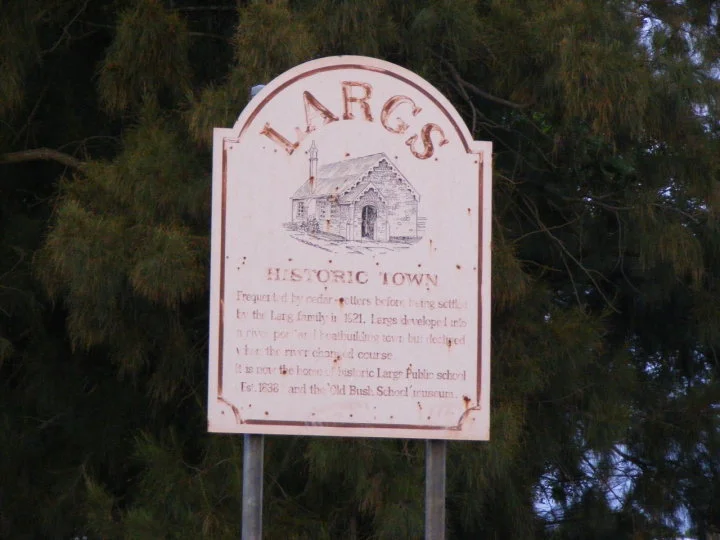 LARGS
HISTORIC TOWN
Frequented by cedar-cutters before being settled
by the Larg family in 1821. Largs developed into
a river port and boatbuilding town but declined
when the river changed course.
It is now the home of historic Largs Public school
Est. 1838 and the 'Old Bush School' museum.